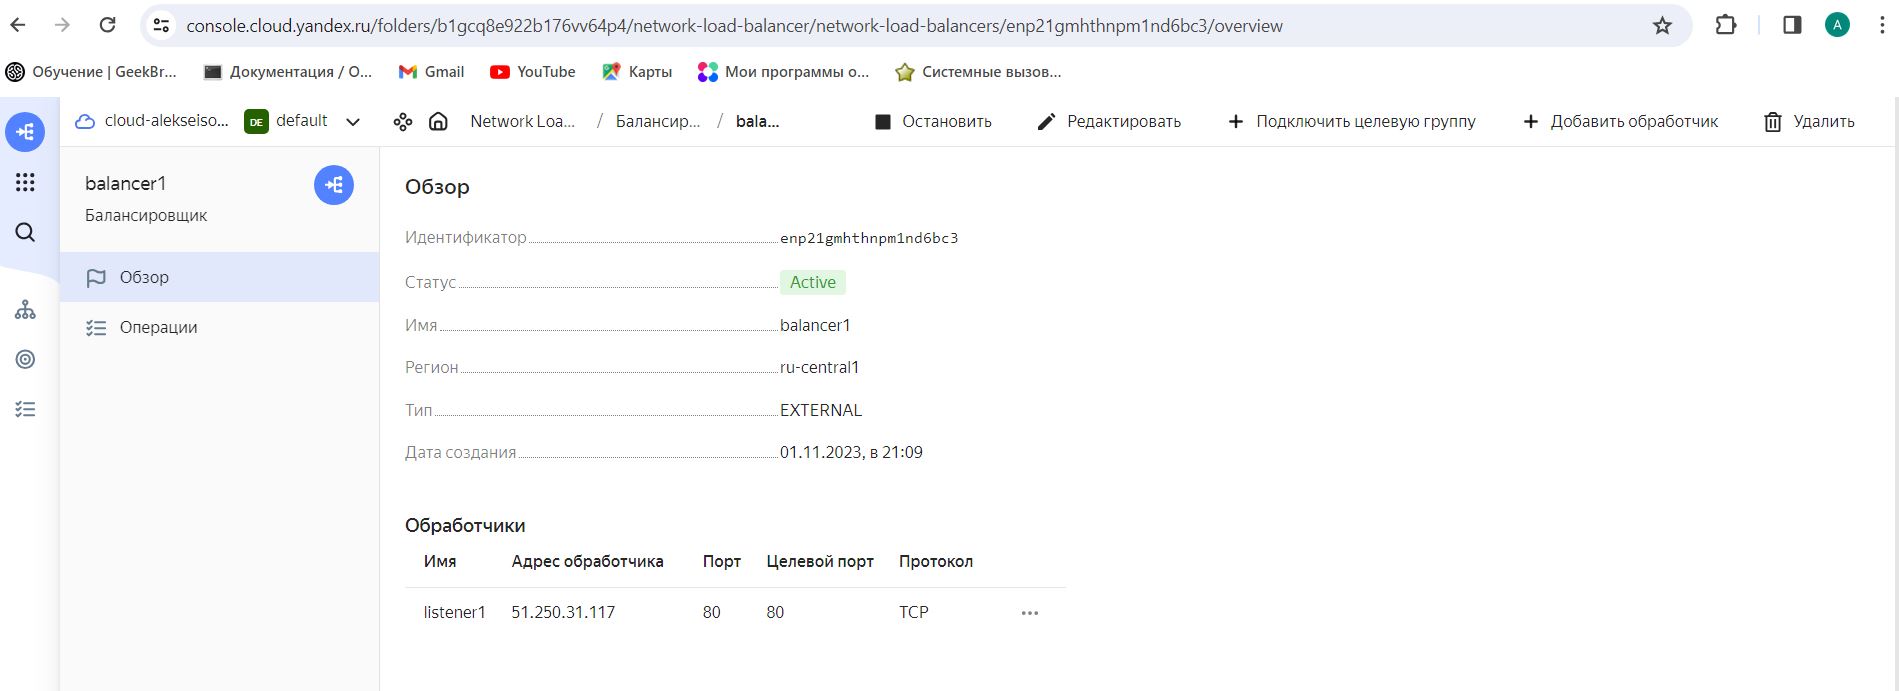 console.cloud.yandex.ru/folders/b1gcq8e922b176vv64p4/network-load-balancer/network-load-balancers/enp21gmhthnpm1nd6bc3/overview
A
Обучение | GeekBr...
Документация / О...
Gmail
YouTube
Карты
Мои программы о...
Системные вызов...
cloud-alekseiso...
DE
default
Network Loa... / Балансир... / bala...
Остановить
Редактировать
Подключить целевую группу
Добавить обработчик
Удалить
balancer1
Балансировщик
Обзор
Операции
Обзор
Идентификатор enp21gmhthnpm1nd6bc3
Статус Active
Имя balancer1
Регион ru-central1
Тип EXTERNAL
Дата создания 01.11.2023, в 21:09
Обработчики
Имя Адрес обработчика Порт Целевой порт Протокол
listener1 51.250.31.117 80 80 TCP